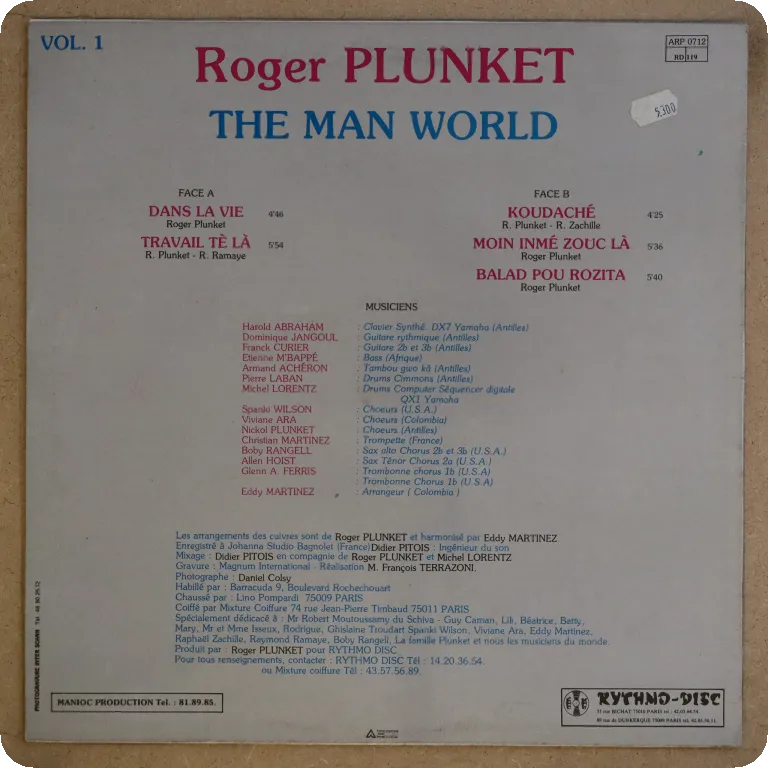 VOL. 1
ARP 0712
RD 119
Roger PLUNKET
5,300
THE MAN WORLD
FACE A
DANS LA VIE 4'46
Roger Plunket
TRAVAIL TÈ LÀ 5'54
R. Plunket - R. Ramaye
FACE B
KOUDACHÉ 4'25
R. Plunket - R. Zachille
MOIN INMÉ ZOUC LÀ 5'36
Roger Plunket
BALAD POU ROZITA 5'40
Roger Plunket
MUSICIENS
Harold ABRAHAM : Clavier Synthé. DX7 Yamaha (Antilles)
Dominique JANGOUL : Guitare rythmique (Antilles)
Franck CURIER : Guitare 2b et 3b (Antilles)
Etienne M'BAPPÉ : Bass (Afrique)
Armand ACHÉRON : Tambou gwo kâ (Antilles)
Pierre LABAN : Drums Cimmons (Antilles)
Michel LORENTZ : Drums Computer Séquencer digitale
QX1 Yamaha
Spanki WILSON : Choeurs (U.S.A.)
Viviane ARA : Choeurs (Colombia)
Nickol PLUNKET : Choeurs (Antilles)
Christian MARTINEZ : Trompette (France)
Boby RANGELL : Sax alto Chorus 2b et 3b (U.S.A.)
Allen HOIST : Sax Ténor Chorus 2a (U.S.A.)
Glenn A. FERRIS : Trombonne chorus 1b (U.S.A)
: Trombonne Chorus 1b (U.S.A)
Eddy MARTINEZ : Arrangeur ( Colombia )
Les arrangements des cuivres sont de Roger PLUNKET et harmonisé par Eddy MARTINEZ
Enregistré à Johanna Studio Bagnolet (France) Didier PITOIS : Ingénieur du son
Mixage : Didier PITOIS en compagnie de Roger PLUNKET et Michel LORENTZ
Gravure : Magnum International - Réalisation M. François TERRAZONI.
Photographe : Daniel Colsy
Habillé par : Barracuda 9, Boulevard Rochechouart
Chaussé par : Lino Pompardi 75009 PARIS
Coiffé par Mixture Coiffure 74 rue Jean-Pierre Timbaud 75011 PARIS
Spécialement dédicacé à : Mr Robert Moutoussamy du Schiva - Guy Caman, Lili, Béatrice, Betty,
Mary, Mr et Mme Isseux, Rodrigue, Ghislaine Troudart Spanki Wilson, Viviane Ara, Eddy Martinez,
Raphaël Zachille, Raymond Ramaye, Boby Rangell, La famille Plunket et nous les musiciens du monde.
Produit par : Roger PLUNKET pour RYTHMO DISC
Pour tous renseignements, contacter : RYTMO DISC Tél : 14.20.36.54.
ou Mixture coiffure Tél : 43.57.56.89.
MANIOC PRODUCTION Tel. : 81.89.85.
RYTHMO-DISC